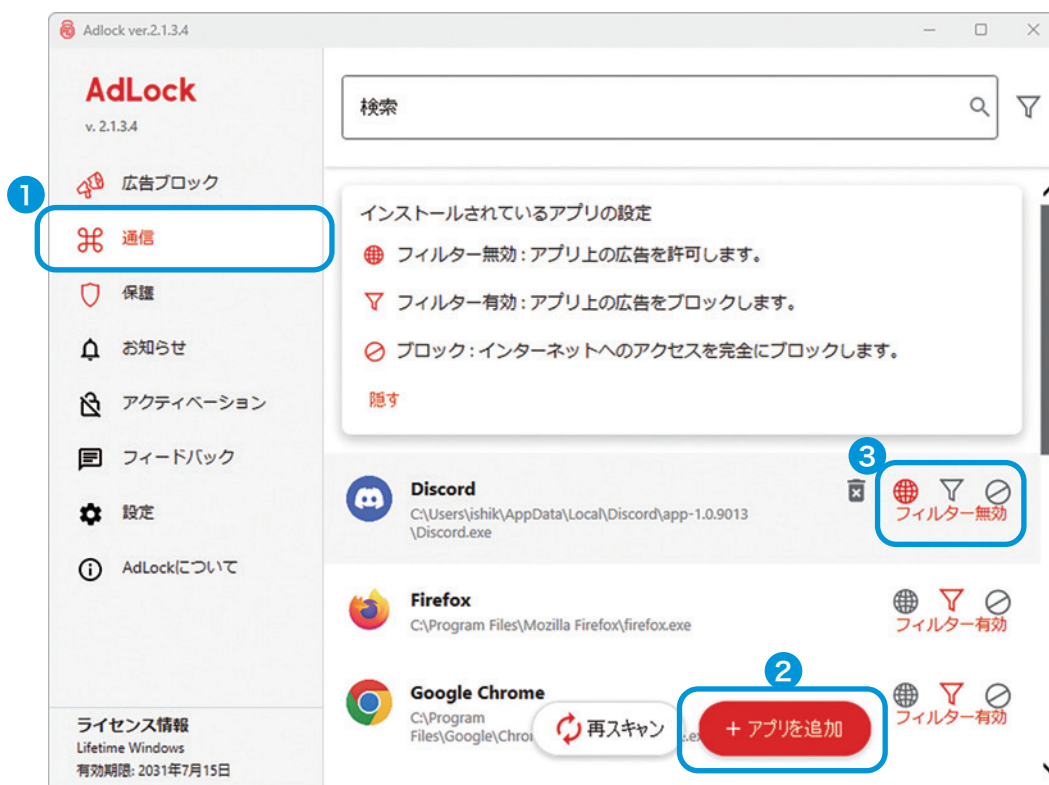 Adlock ver.2.1.3.4
AdLock
v. 2.1.3.4
1
広告ブロック
通信
保護
お知らせ
アクティベーション
フィードバック
設定
AdLockについて
ライセンス情報
Lifetime Windows
有効期限: 2031年7月15日
検索
インストールされているアプリの設定
フィルター無効 : アプリ上の広告を許可します。
フィルター有効 : アプリ上の広告をブロックします。
ブロック : インターネットへのアクセスを完全にブロックします。
隠す
3
Discord
C:\Users\ishik\AppData\Local\Discord\app-1.0.9013
\Discord.exe
フィルター無効
Firefox
C:\Program Files\Mozilla Firefox\firefox.exe
フィルター有効
2
Google Chrome
C:\Program
Files\Google\Chro
フィルター有効
再スキャン
+ アプリを追加